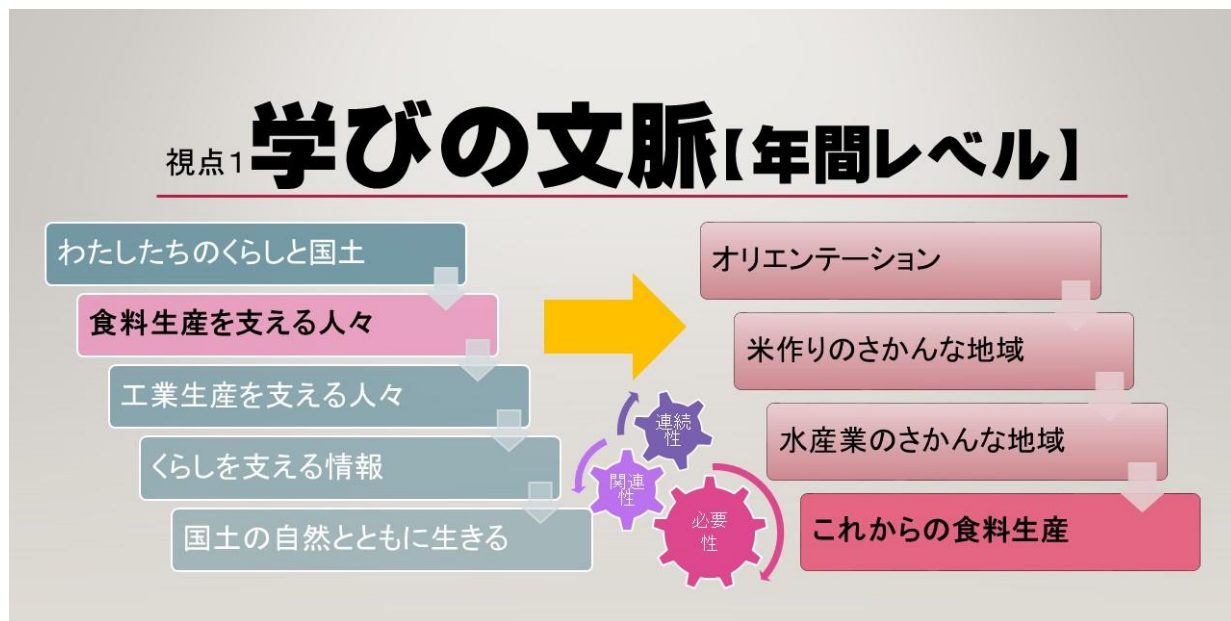 視点1学びの文脈【年間レベル】
わたしたちのくらしと国土
食料生産を支える人々
工業生産を支える人々
くらしを支える情報
国土の自然とともに生きる
連続
性
関連
性
必要
性
オリエンテーション
米作りのさかんな地域
水産業のさかんな地域
これからの食料生産